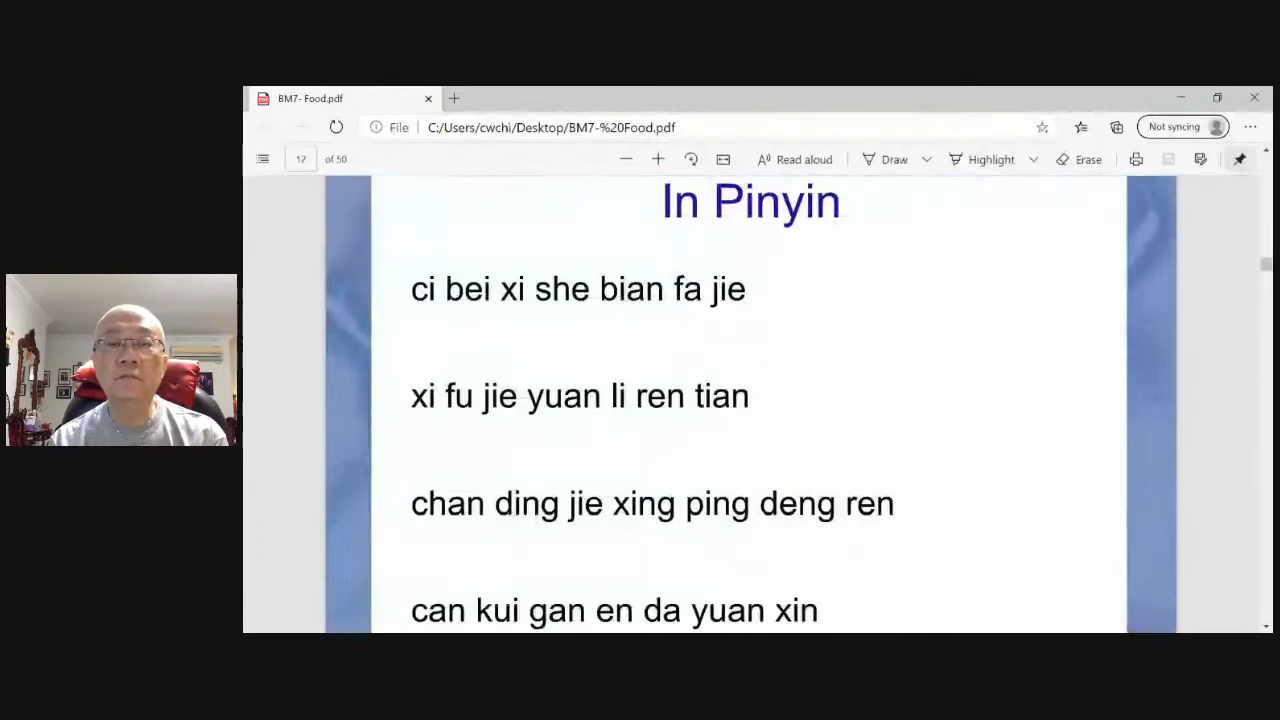 BM7- Food.pdf
File
C:/Users/cwchi/Desktop/BM7-%20Food.pdf
Not syncing
12 of 50
Read aloud
Draw
Highlight
Erase
In Pinyin
ci bei xi she bian fa jie
xi fu jie yuan li ren tian
chan ding jie xing ping deng ren
can kui gan en da yuan xin